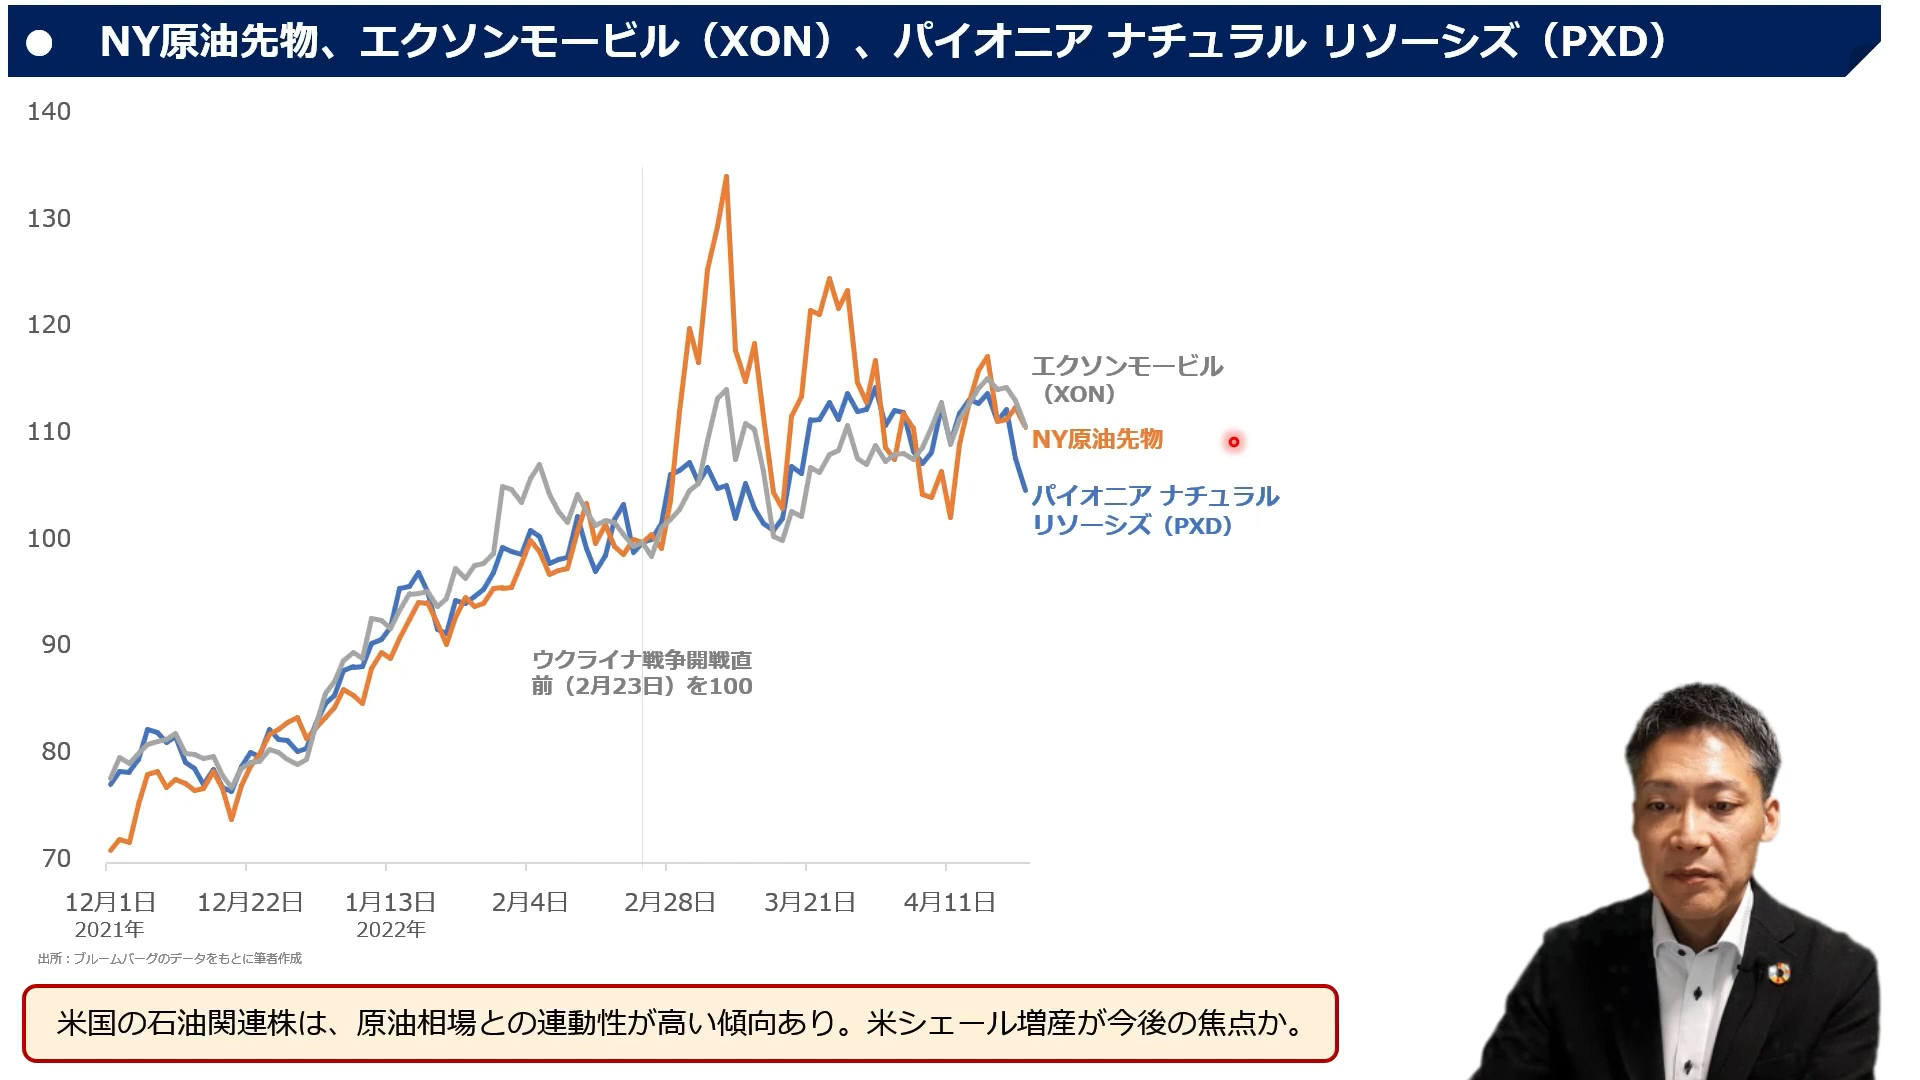 ● NY原油先物、エクソンモービル（XON）、パイオニア ナチュラル リソーシズ（PXD）
140
130
120
110
100
90
80
70
エクソンモービル
（XON）
NY原油先物
パイオニア ナチュラル
リソーシズ（PXD）
ウクライナ戦争開戦直
前（2月23日）を100
12月1日 12月22日 1月13日 2月4日 2月28日 3月21日 4月11日
2021年 2022年
出所：ブルームバーグのデータをもとに筆者作成
米国の石油関連株は、原油相場との連動性が高い傾向あり。米シェール増産が今後の焦点か。